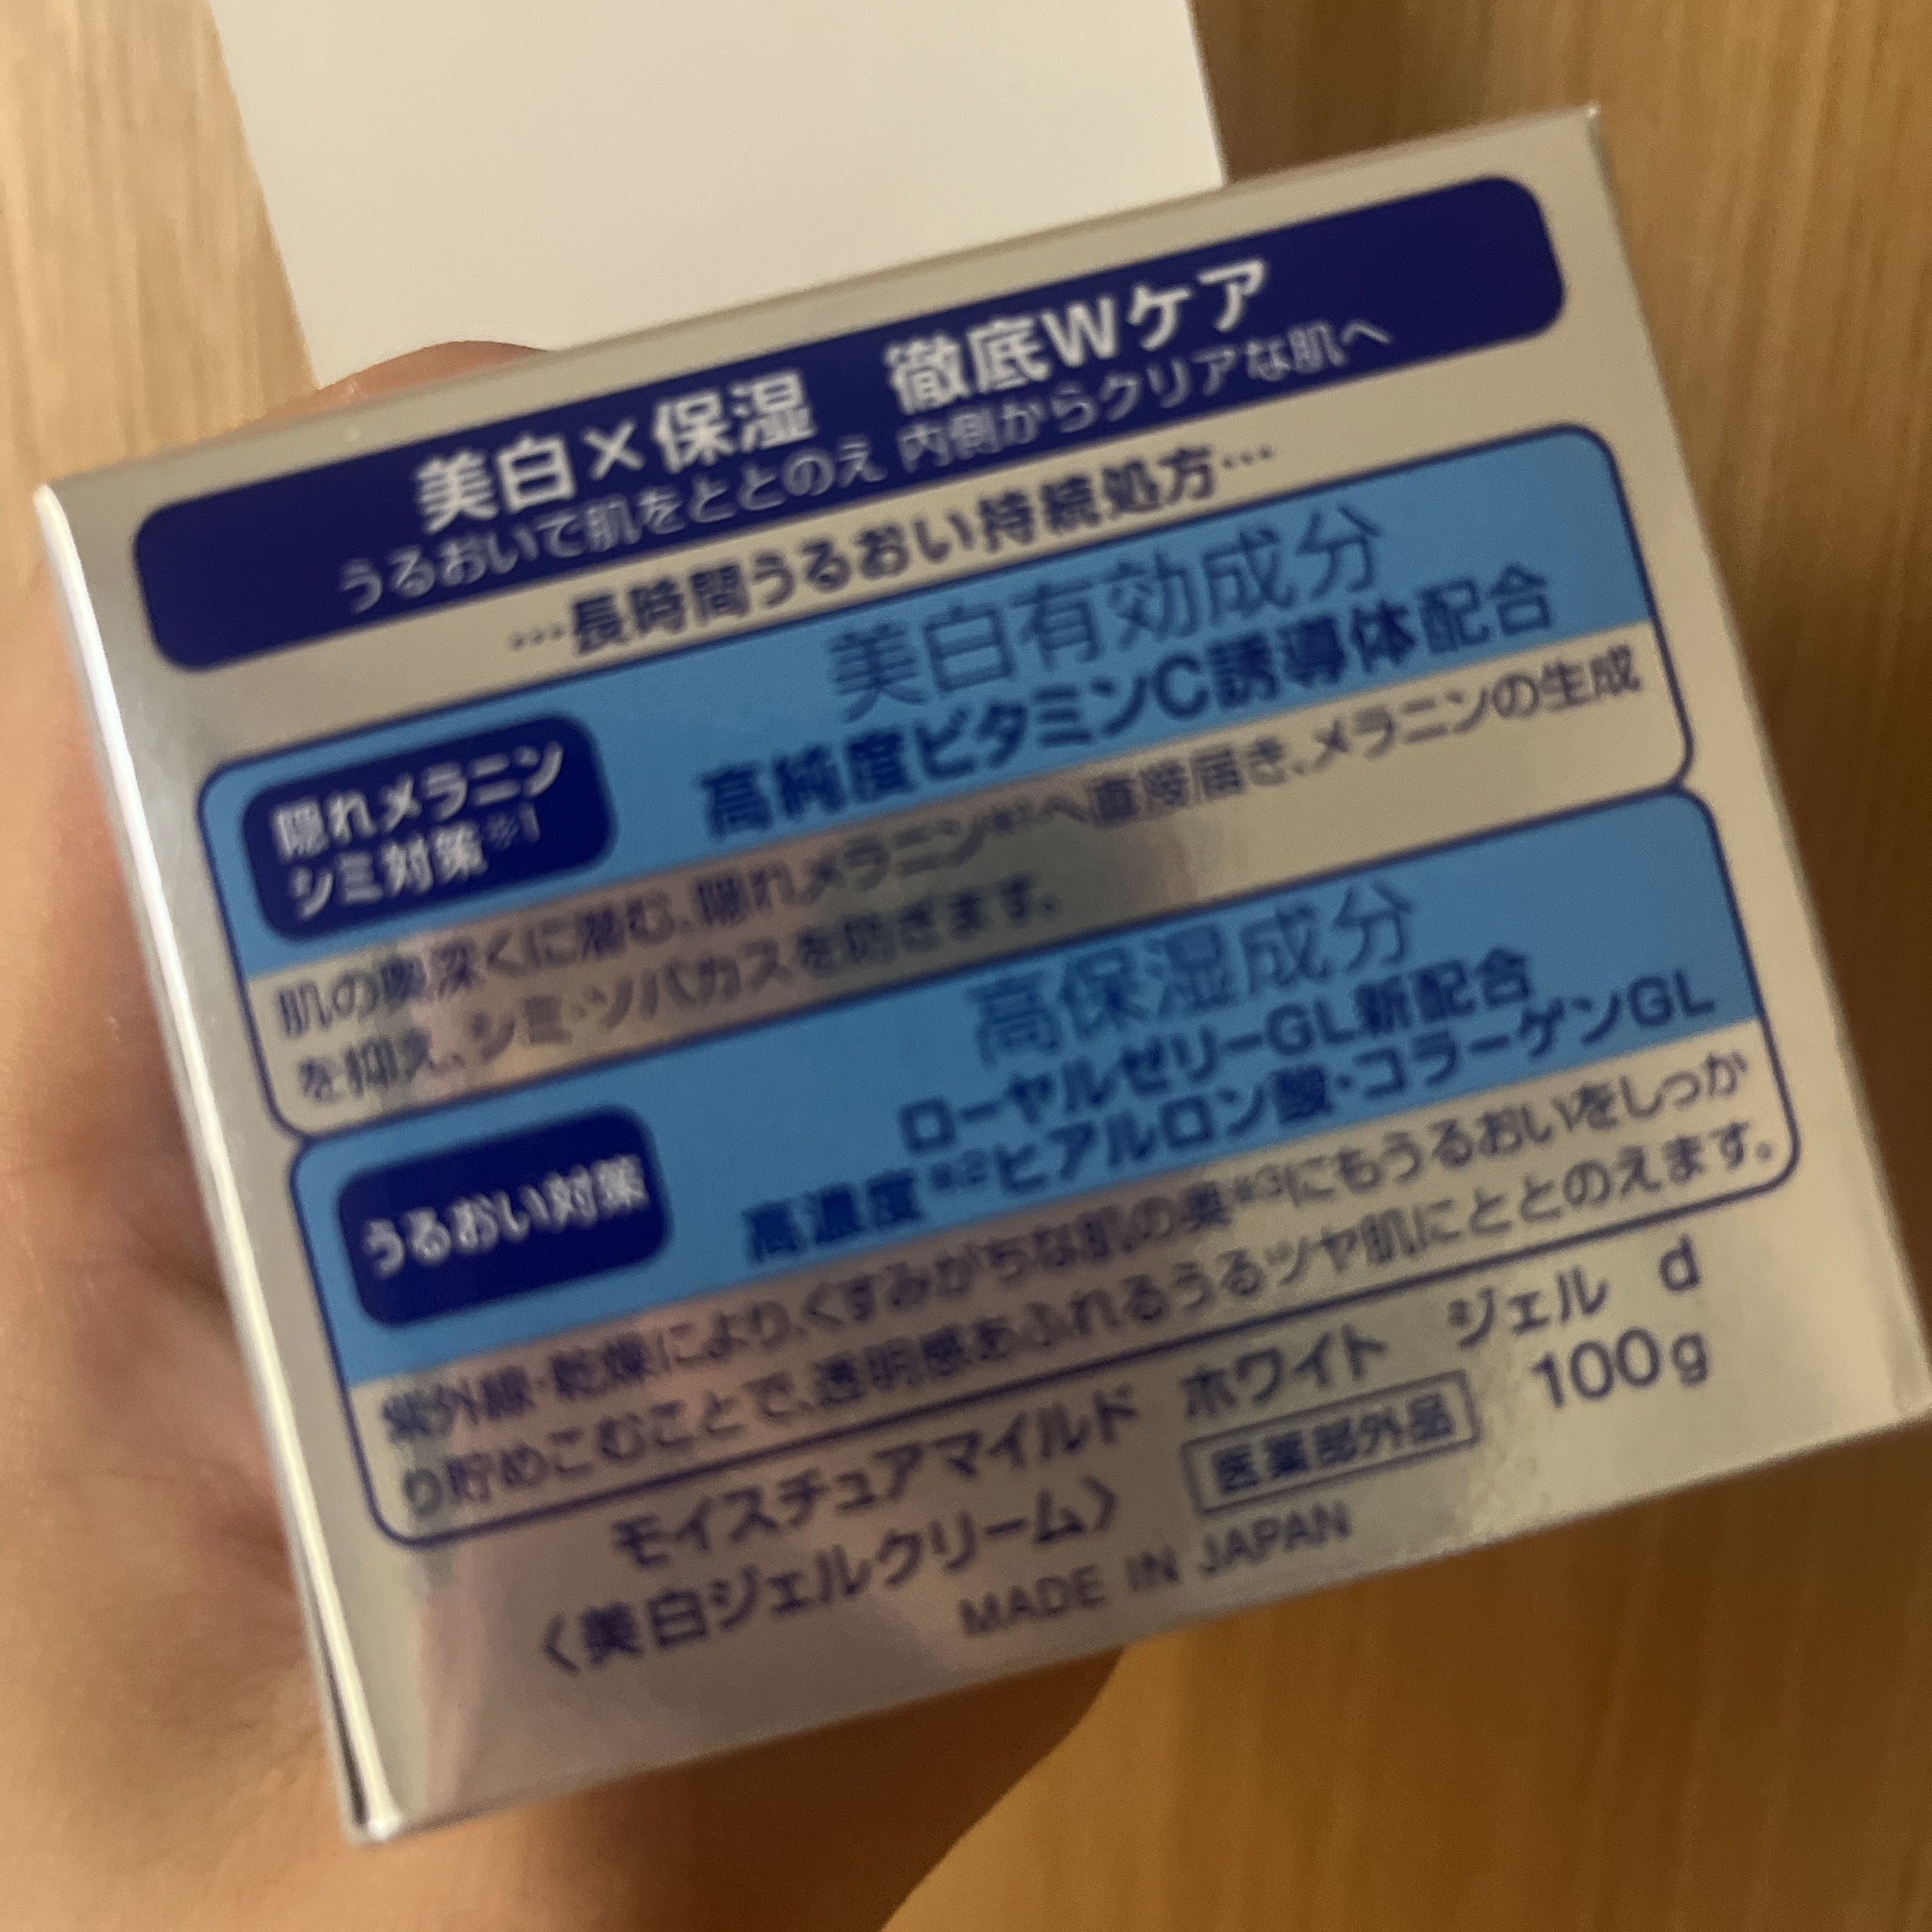 美白×保湿 徹底Wケア
うるおいで肌をととのえ 内側からクリアな肌へ
…長時間うるおい持続処方…
隠れメラニン
シミ対策※1
美白有効成分
高純度ビタミンC誘導体配合
肌の奥深くに潜む、隠れメラニン※1へ直接届き、メラニンの生成
を抑え、シミ・ソバカスを防ぎます。
うるおい対策
高保湿成分
ローヤルゼリーGL新配合
高濃度※2ヒアルロン酸・コラーゲンGL
紫外線・乾燥により、くすみがちな肌の奥※3にもうるおいをしっか
り貯めこむことで、透明感あふれるうるツヤ肌にととのえます。
モイスチュアマイルド ホワイト ジェル d
〈美白ジェルクリーム〉 医薬部外品 100g
MADE IN JAPAN